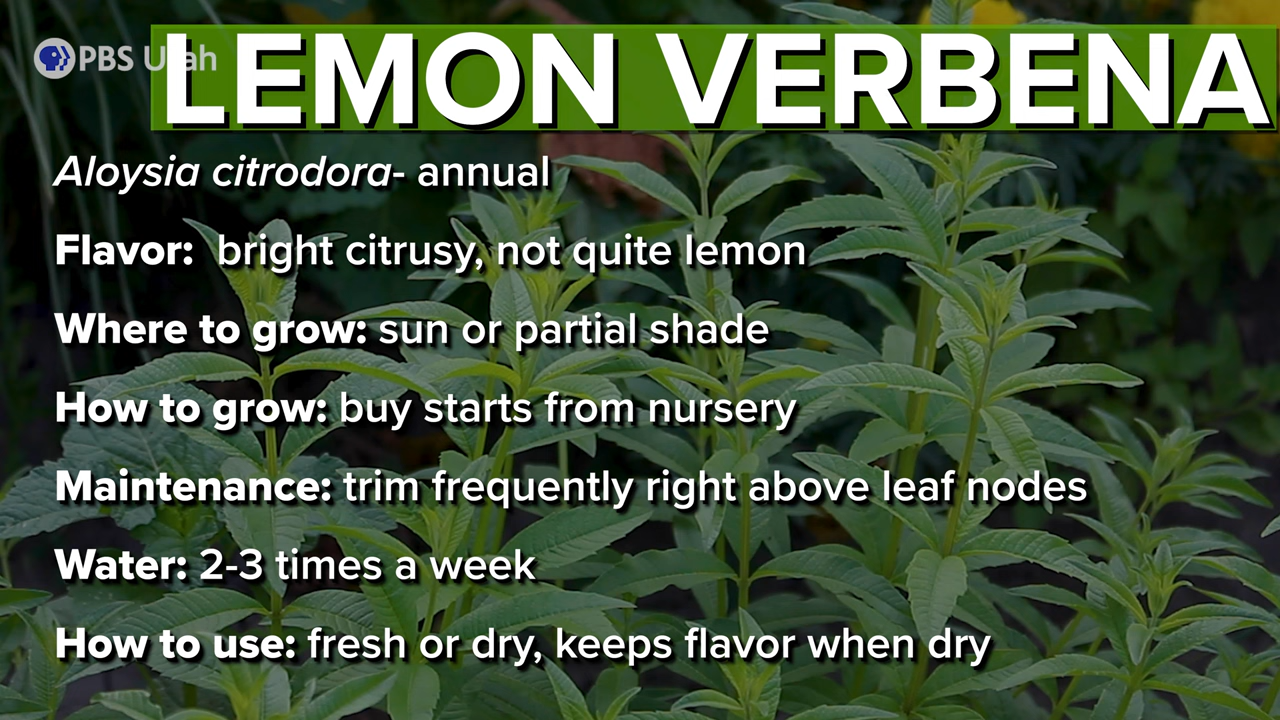 PBS Utah
LEMON VERBENA
Aloysia citrodora- annual
Flavor: bright citrusy, not quite lemon
Where to grow: sun or partial shade
How to grow: buy starts from nursery
Maintenance: trim frequently right above leaf nodes
Water: 2-3 times a week
How to use: fresh or dry, keeps flavor when dry